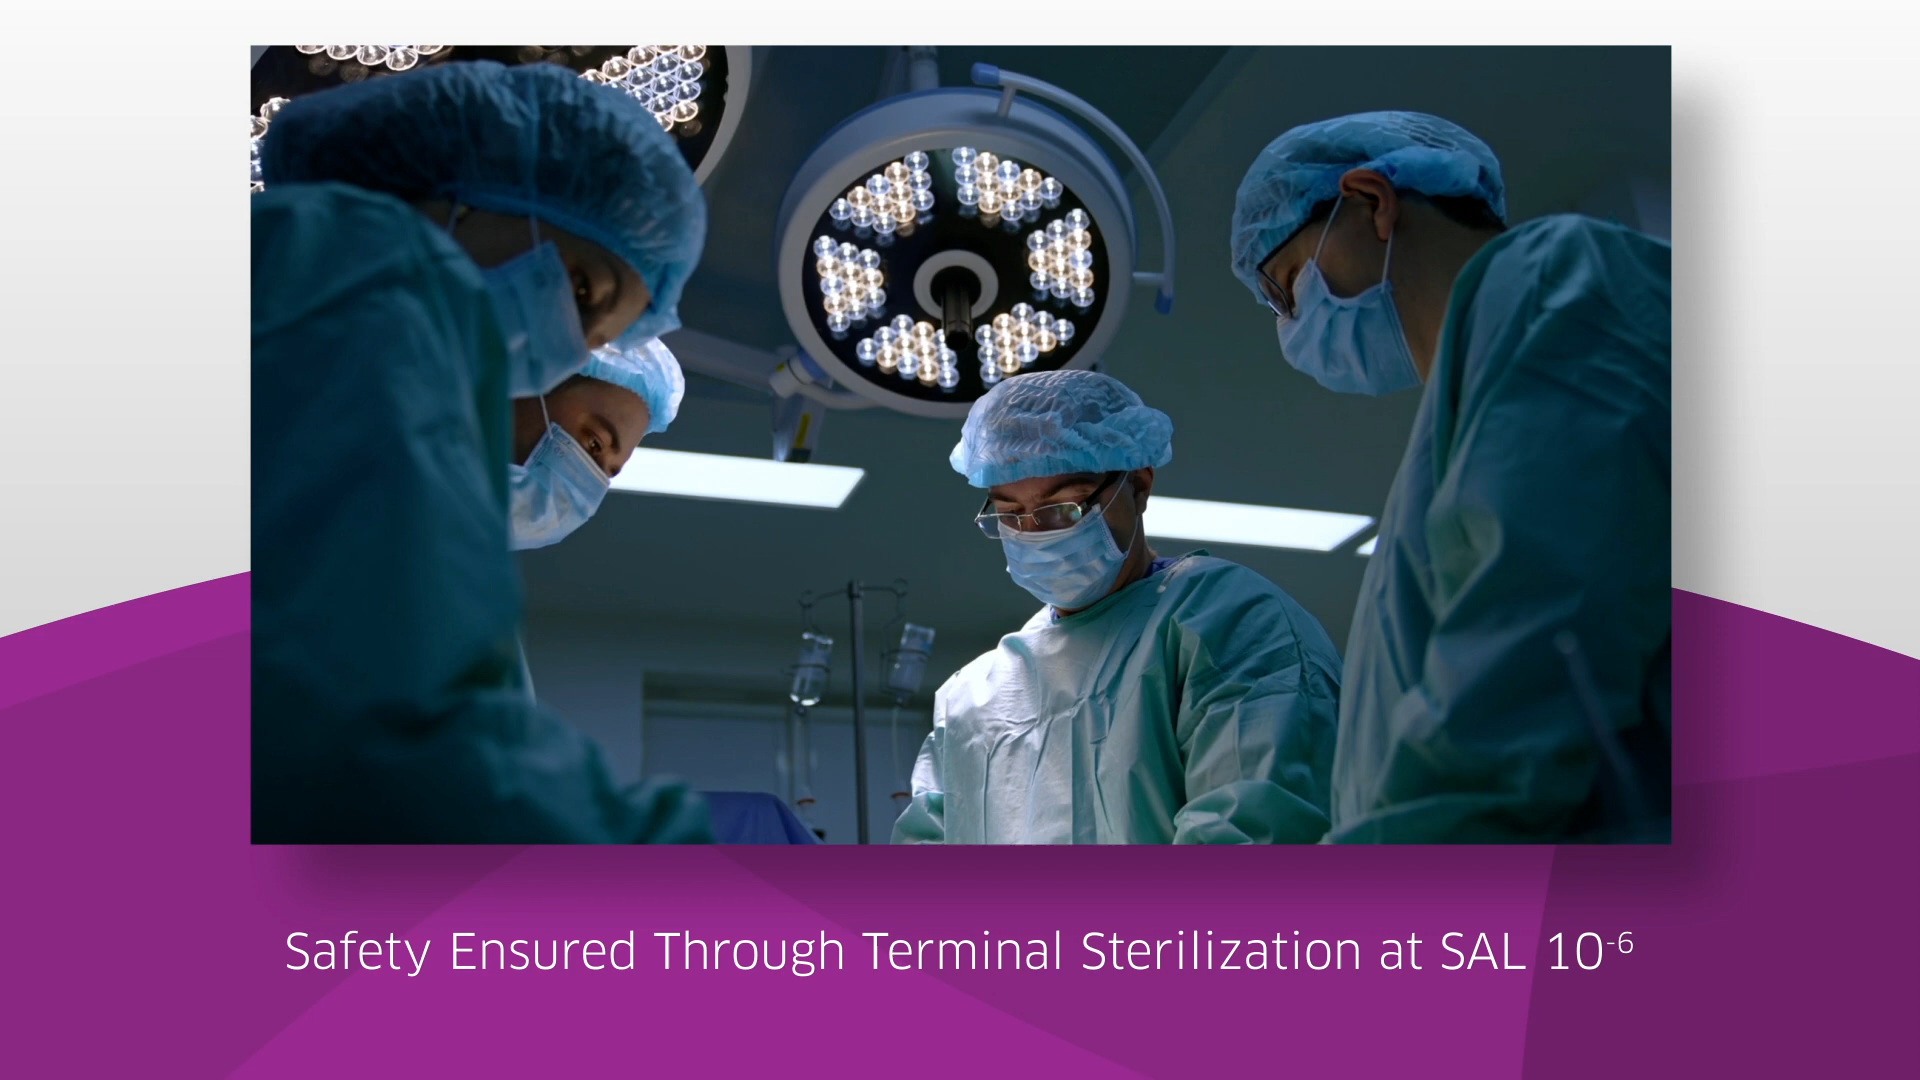 Safety Ensured Through Terminal Sterilization at SAL 10⁻⁶